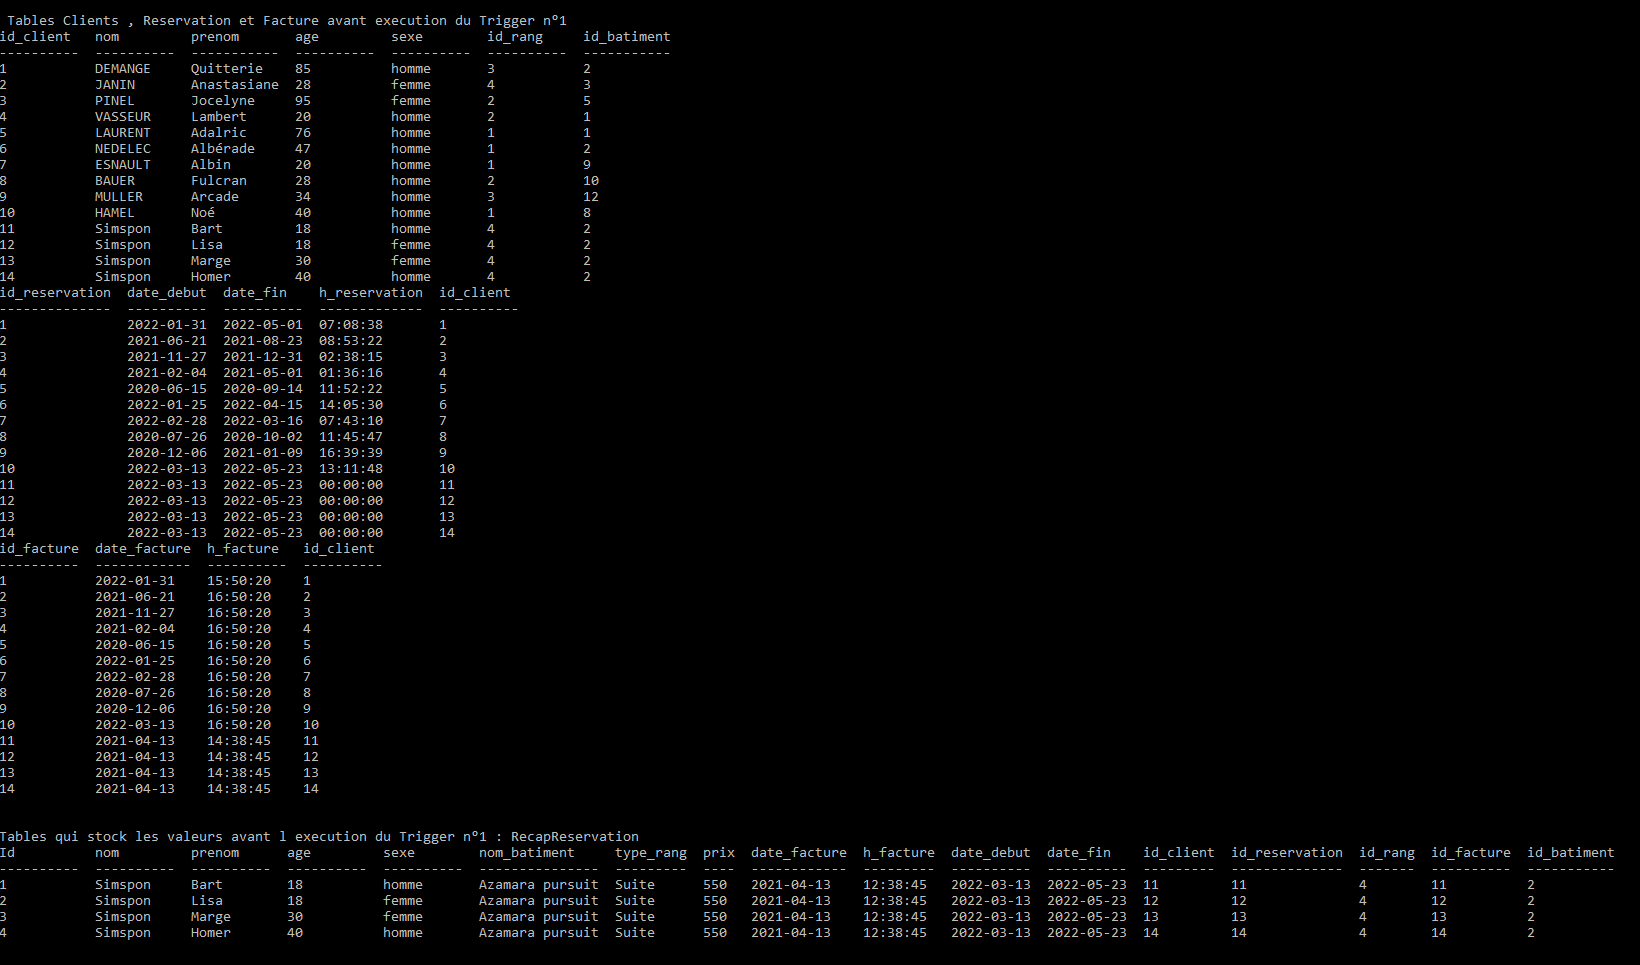 Tables Clients , Reservation et Facture avant execution du Trigger n°1
id_client   nom         prenom       age         sexe        id_rang     id_batiment
----------  ----------  -----------  ----------  ----------  ----------  -----------
1           DEMANGE     Quitterie    85          homme       3           2
2           JANIN       Anastasiane  28          femme       4           3
3           PINEL       Jocelyne     95          femme       2           5
4           VASSEUR     Lambert      20          homme       2           1
5           LAURENT     Adalric      76          homme       1           1
6           NEDELEC     Albérade     47          homme       1           2
7           ESNAULT     Albin        20          homme       1           9
8           BAUER       Fulcran      28          homme       2           10
9           MULLER      Arcade       34          homme       3           12
10          HAMEL       Noé          40          homme       1           8
11          Simspon     Bart         18          homme       4           2
12          Simspon     Lisa         18          femme       4           2
13          Simspon     Marge        30          femme       4           2
14          Simspon     Homer        40          homme       4           2
id_reservation  date_debut  date_fin    h_reservation  id_client
--------------  ----------  ----------  -------------  ----------
1               2022-01-31  2022-05-01  07:08:38       1
2               2021-06-21  2021-08-23  08:53:22       2
3               2021-11-27  2021-12-31  02:38:15       3
4               2021-02-04  2021-05-01  01:36:16       4
5               2020-06-15  2020-09-14  11:52:22       5
6               2022-01-25  2022-04-15  14:05:30       6
7               2022-02-28  2022-03-16  07:43:10       7
8               2020-07-26  2020-10-02  11:45:47       8
9               2020-12-06  2021-01-09  16:39:39       9
10              2022-03-13  2022-05-23  13:11:48       10
11              2022-03-13  2022-05-23  00:00:00       11
12              2022-03-13  2022-05-23  00:00:00       12
13              2022-03-13  2022-05-23  00:00:00       13
14              2022-03-13  2022-05-23  00:00:00       14
id_facture  date_facture  h_facture   id_client
----------  ------------  ----------  ----------
1           2022-01-31    15:50:20    1
2           2021-06-21    16:50:20    2
3           2021-11-27    16:50:20    3
4           2021-02-04    16:50:20    4
5           2020-06-15    16:50:20    5
6           2022-01-25    16:50:20    6
7           2022-02-28    16:50:20    7
8           2020-07-26    16:50:20    8
9           2020-12-06    16:50:20    9
10          2022-03-13    16:50:20    10
11          2021-04-13    14:38:45    11
12          2021-04-13    14:38:45    12
13          2021-04-13    14:38:45    13
14          2021-04-13    14:38:45    14
Tables qui stock les valeurs avant l execution du Trigger n°1 : RecapReservation
Id          nom         prenom      age         sexe        nom_batiment     type_rang  prix  date_facture  h_facture  date_debut  date_fin    id_client  id_reservation  id_rang  id_facture  id_batiment
----------  ----------  ----------  ----------  ----------  ---------------  ---------  ----  ------------  ---------  ----------  ----------  ---------  --------------  -------  ----------  -----------
1           Simspon     Bart        18          homme       Azamara pursuit  Suite      550   2021-04-13    12:38:45   2022-03-13  2022-05-23  11         11              4        11          2
2           Simspon     Lisa        18          femme       Azamara pursuit  Suite      550   2021-04-13    12:38:45   2022-03-13  2022-05-23  12         12              4        12          2
3           Simspon     Marge       30          femme       Azamara pursuit  Suite      550   2021-04-13    12:38:45   2022-03-13  2022-05-23  13         13              4        13          2
4           Simspon     Homer       40          homme       Azamara pursuit  Suite      550   2021-04-13    12:38:45   2022-03-13  2022-05-23  14         14              4        14          2